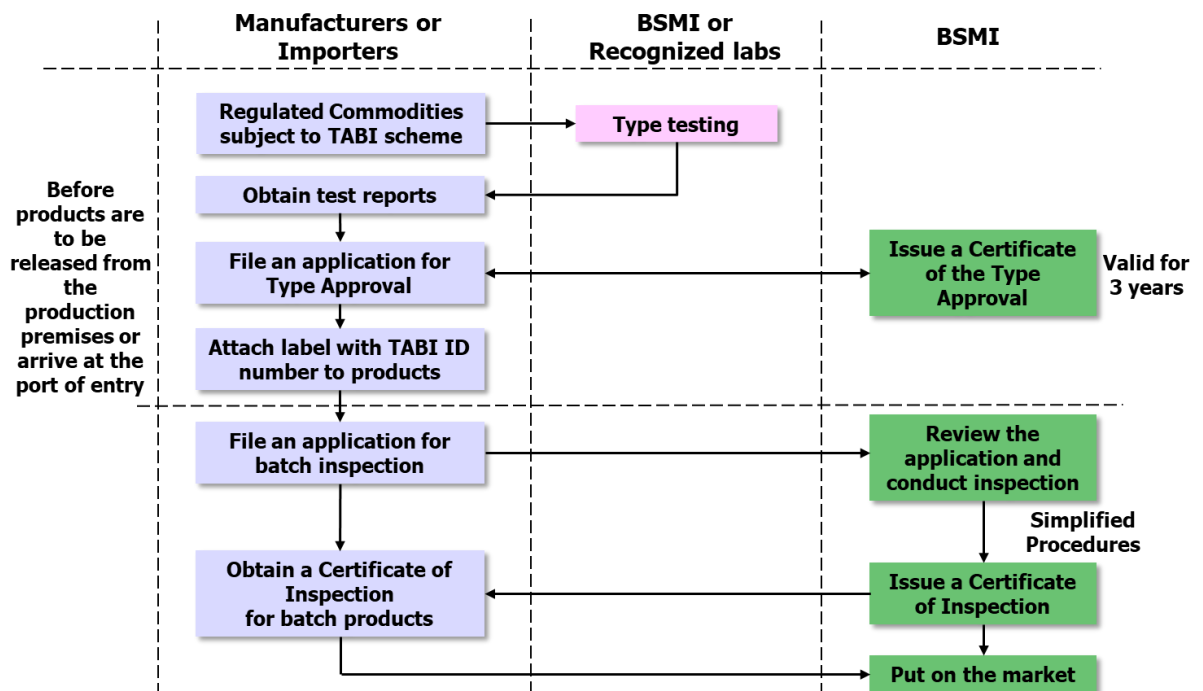 Manufacturers or
Importers
BSMI or
Recognized labs
BSMI
Regulated Commodities
subject to TABI scheme
Type testing
Before
products are
to be
released from
the
production
premises or
arrive at the
port of entry
Obtain test reports
File an application for
Type Approval
Issue a Certificate
of the Type
Approval
Valid for
3 years
Attach label with TABI ID
number to products
File an application for
batch inspection
Review the
application and
conduct inspection
Simplified
Procedures
Obtain a Certificate of
Inspection
for batch products
Issue a Certificate
of Inspection
Put on the market